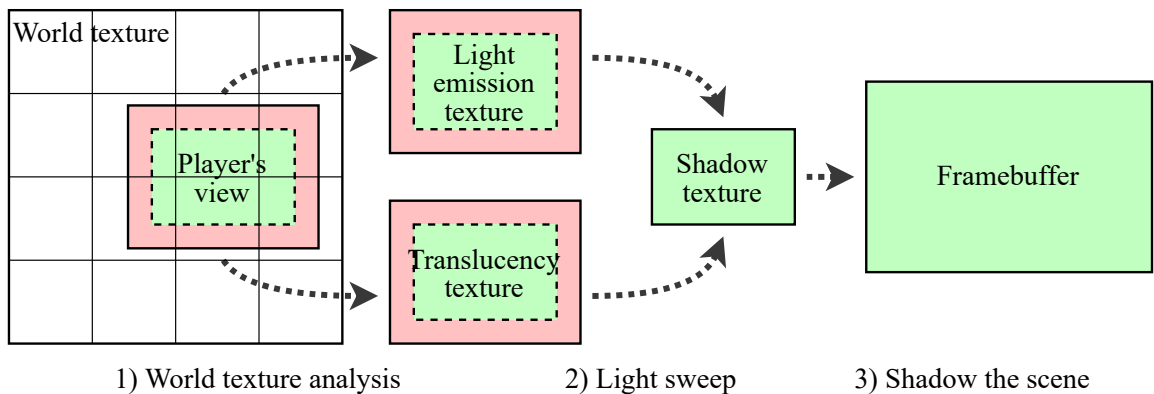 World texture
Player's
view
Light
emission
texture
Translucency
texture
Shadow
texture
Framebuffer
1) World texture analysis
2) Light sweep
3) Shadow the scene